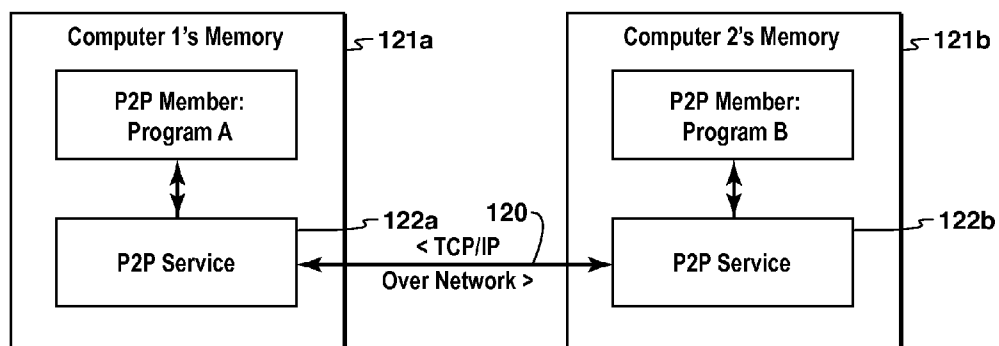 Computer 1's Memory
121a
P2P Member:
Program A
122a
P2P Service
120
< TCP/IP
Over Network >
Computer 2's Memory
121b
P2P Member:
Program B
122b
P2P Service